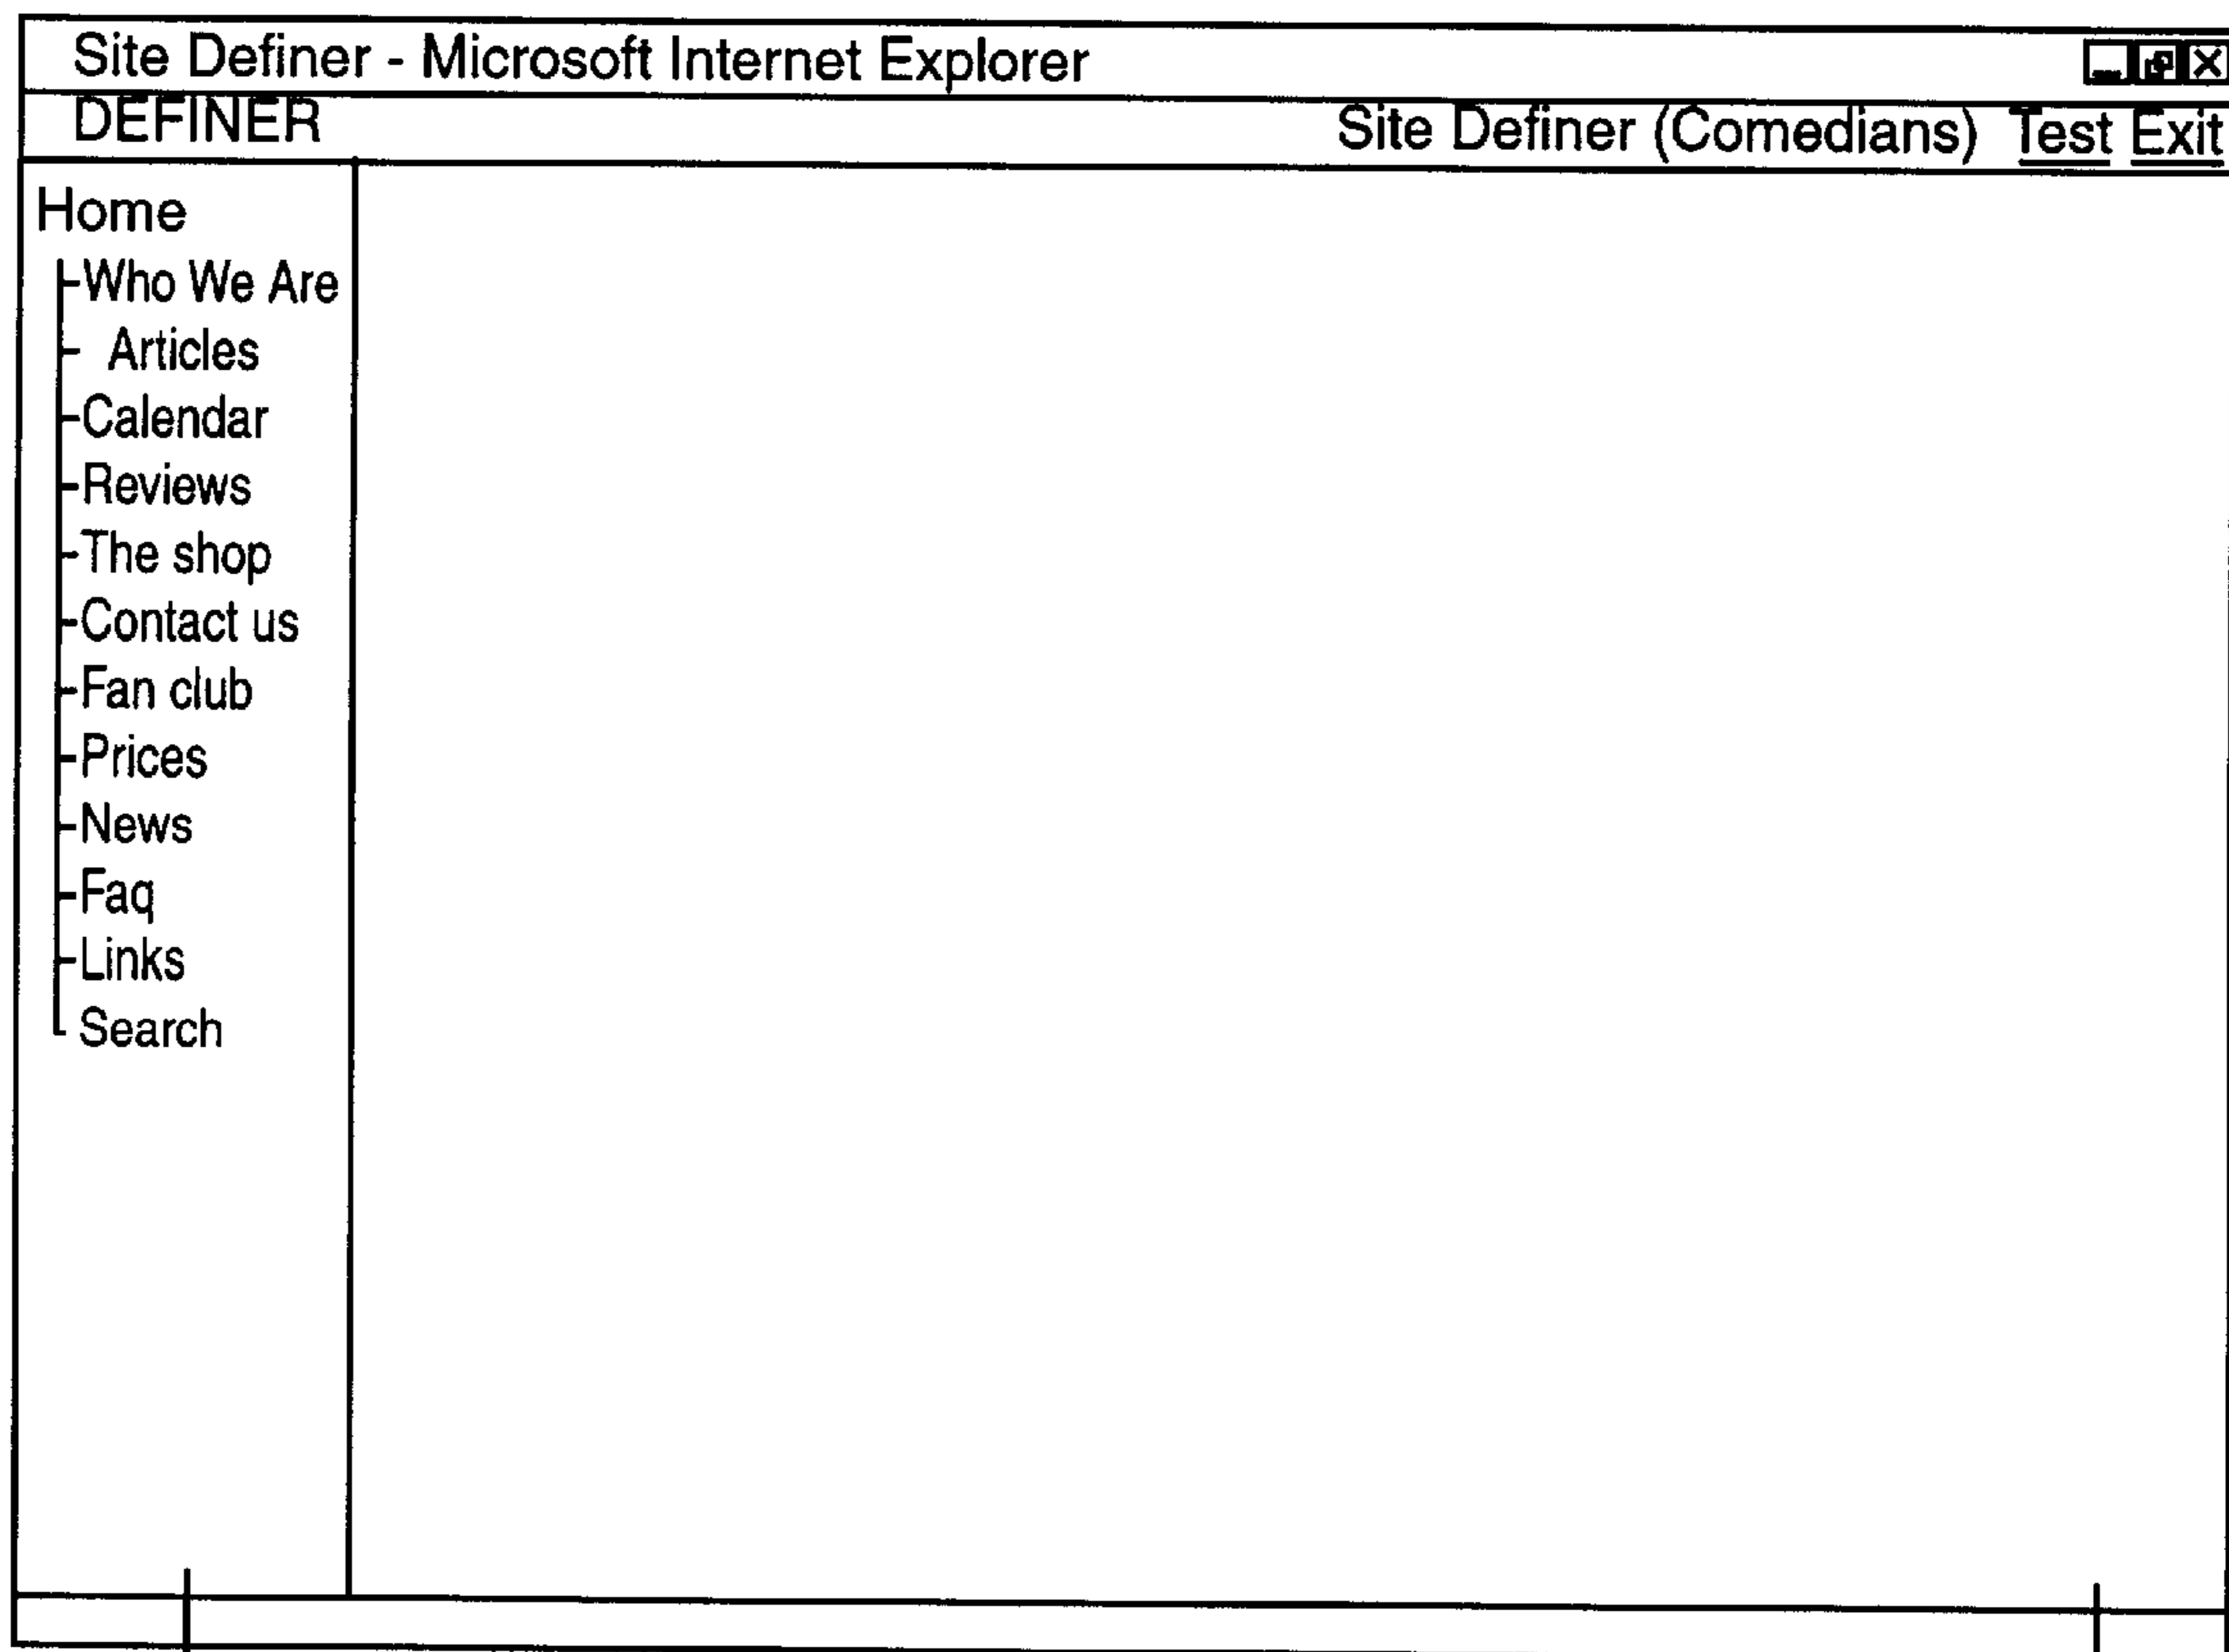 Site Definer - Microsoft Internet Explorer
DEFINER Site Definer (Comedians) Test Exit
Home
Who We Are
Articles
Calendar
Reviews
The shop
Contact us
Fan club
Prices
News
Faq
Links
Search